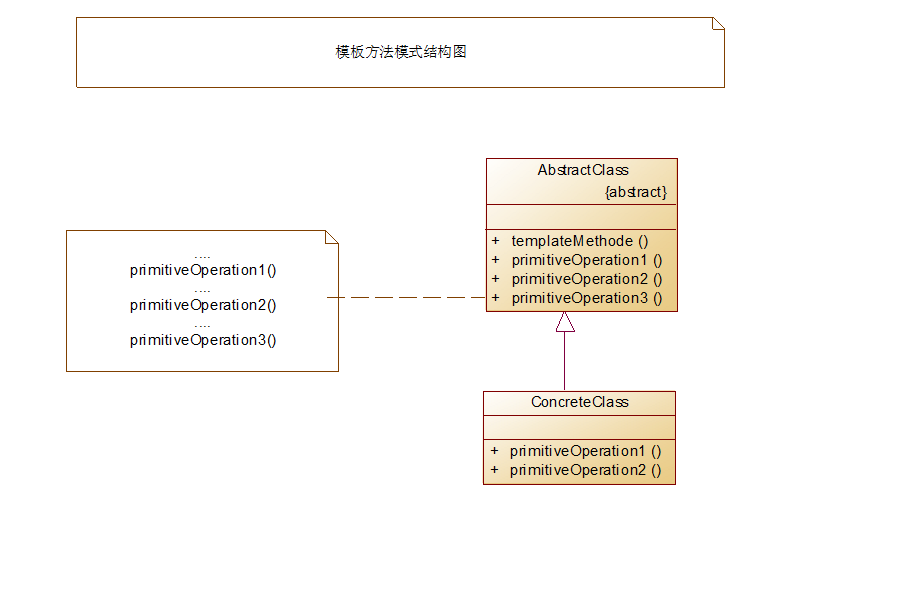 模板方法模式结构图
AbstractClass
{abstract}
+ templateMethode ()
+ primitiveOperation1 ()
+ primitiveOperation2 ()
+ primitiveOperation3 ()
....
primitiveOperation1()
....
primitiveOperation2()
....
primitiveOperation3()
ConcreteClass
+ primitiveOperation1 ()
+ primitiveOperation2 ()